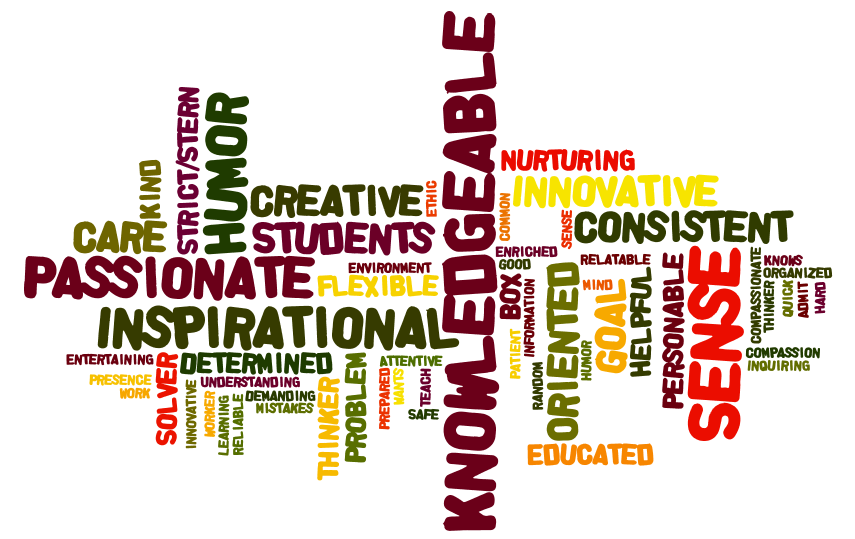 KNOWLEDGEABLE
STRICT/STERN
HUMOR
KIND
CARE
CREATIVE
ETHIC
STUDENTS
PASSIONATE
ENVIRONMENT
FLEXIBLE
INSPIRATIONAL
ENTERTAINING
PRESENCE
WORK
SOLVER
DETERMINED
UNDERSTANDING
INNOVATIVE
WORKER
LEARNING
RELIABLE
DEMANDING
MISTAKES
THINKER
PROBLEM
ATTENTIVE
PREPARED
WANTS
TEACH
SAFE
NURTURING
INNOVATIVE
COMMON
SENSE
CONSISTENT
ENRICHED
GOOD
BOX
INFORMATION
PATIENT
RANDOM
ORIENTED
RELATABLE
MIND
GOAL
HUMOR
HELPFUL
PERSONABLE
SENSE
COMPASSIONATE
THINKER
KNOWS
ORGANIZED
QUICK
ADMIT
HARD
COMPASSION
INQUIRING
EDUCATED